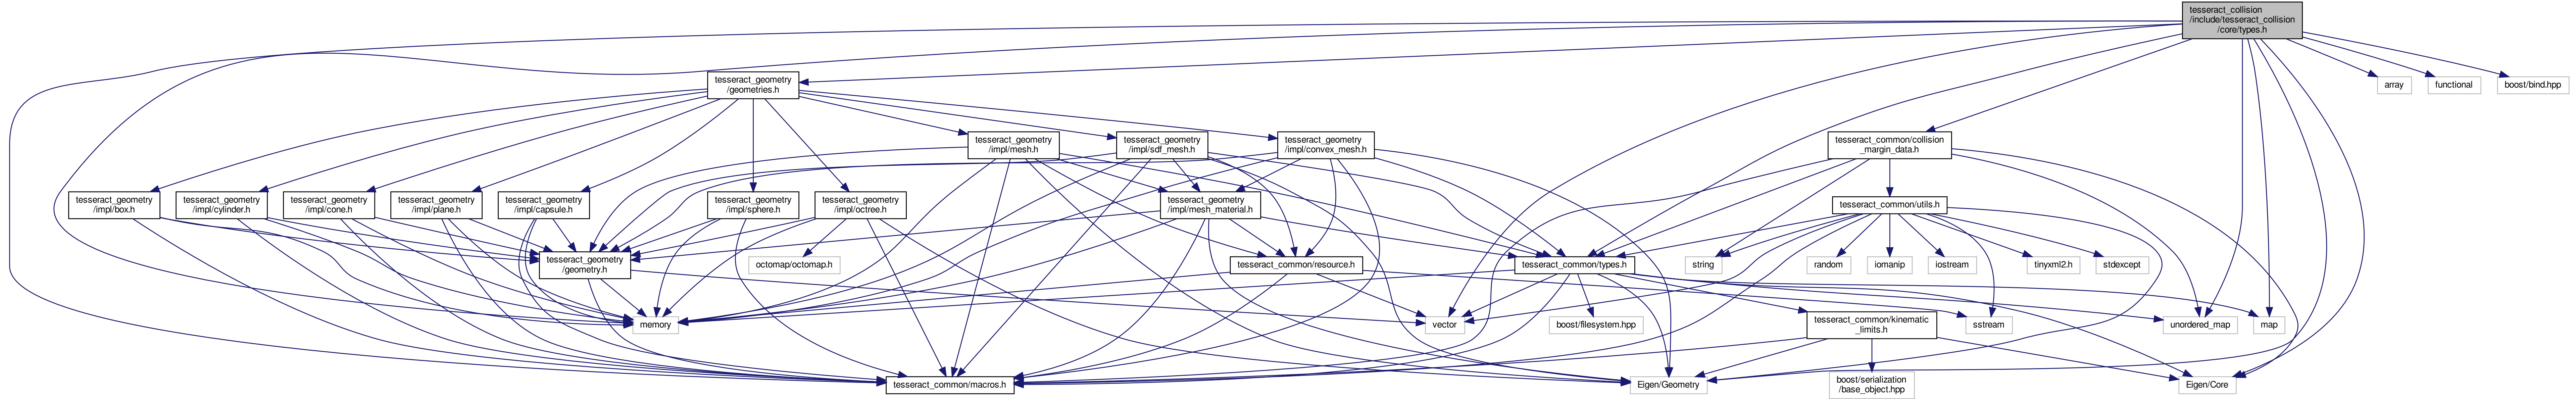 tesseract_collision
/include/tesseract_collision
/core/types.h
tesseract_geometry
/geometries.h
array
functional
boost/bind.hpp
tesseract_geometry
/impl/mesh.h
tesseract_geometry
/impl/sdf_mesh.h
tesseract_geometry
/impl/convex_mesh.h
tesseract_common/collision
_margin_data.h
tesseract_geometry
/impl/box.h
tesseract_geometry
/impl/cylinder.h
tesseract_geometry
/impl/cone.h
tesseract_geometry
/impl/plane.h
tesseract_geometry
/impl/capsule.h
tesseract_geometry
/impl/sphere.h
tesseract_geometry
/impl/octree.h
tesseract_geometry
/impl/mesh_material.h
tesseract_common/utils.h
tesseract_geometry
/geometry.h
octomap/octomap.h
tesseract_common/resource.h
tesseract_common/types.h
string
random
iomanip
iostream
tinyxml2.h
stdexcept
memory
vector
boost/filesystem.hpp
tesseract_common/kinematic
_limits.h
sstream
unordered_map
map
tesseract_common/macros.h
Eigen/Geometry
boost/serialization
/base_object.hpp
Eigen/Core